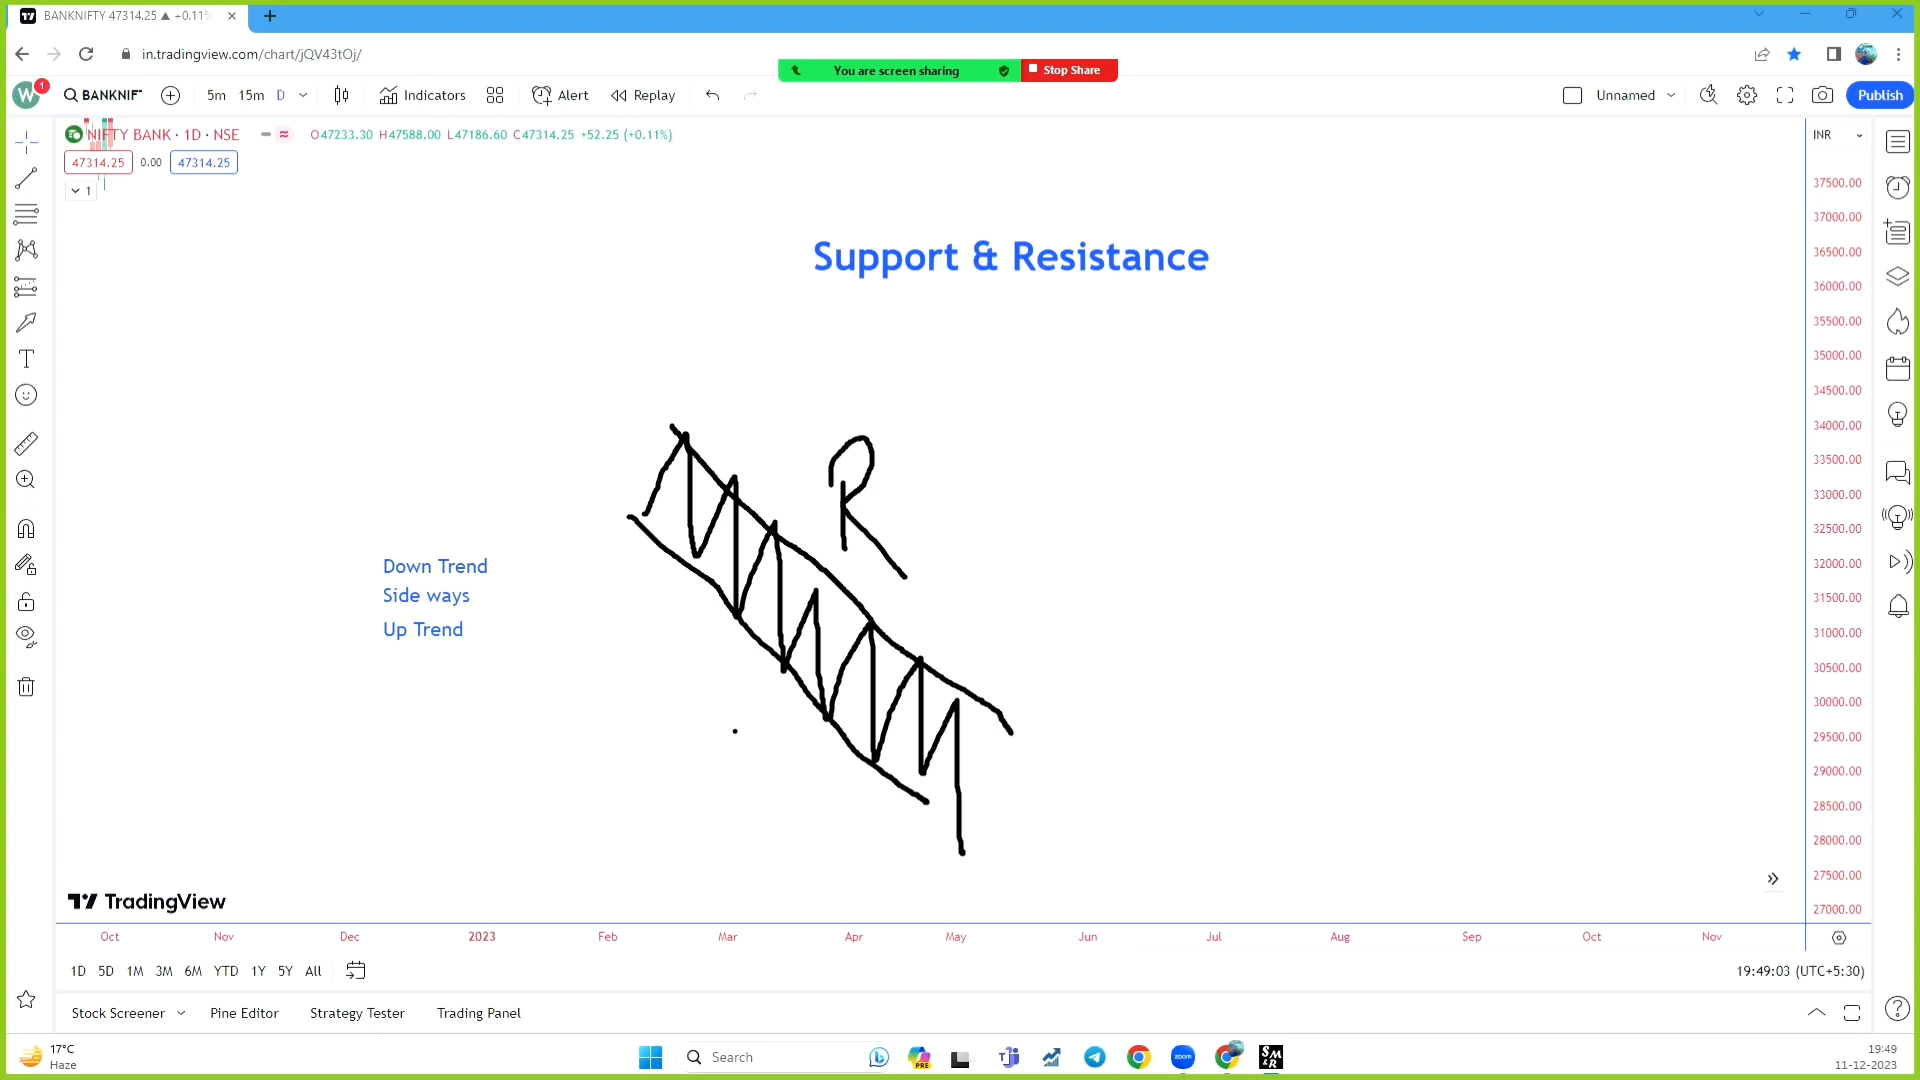 BANKNIFTY 47314.25 ▲ +0.11%
in.tradingview.com/chart/jQV43tOj/
You are screen sharing
Stop Share
W 1
BANKNIF
5m 15m D
Indicators
Alert
Replay
Unnamed
Publish
NIFTY BANK · 1D · NSE
O47233.30 H47588.00 L47186.60 C47314.25 +52.25 (+0.11%)
INR
47314.25 0.00 47314.25
1
37500.00
37000.00
36500.00
36000.00
35500.00
35000.00
34500.00
34000.00
33500.00
33000.00
32500.00
32000.00
31500.00
31000.00
30500.00
30000.00
29500.00
29000.00
28500.00
28000.00
27500.00
27000.00
Support & Resistance
R
Down Trend
Side ways
Up Trend
TradingView
Oct Nov Dec 2023 Feb Mar Apr May Jun Jul Aug Sep Oct Nov
1D 5D 1M 3M 6M YTD 1Y 5Y All
19:49:03 (UTC+5:30)
Stock Screener Pine Editor Strategy Tester Trading Panel
17°C
Haze
Search
PRE
zoom
19:49
11-12-2023